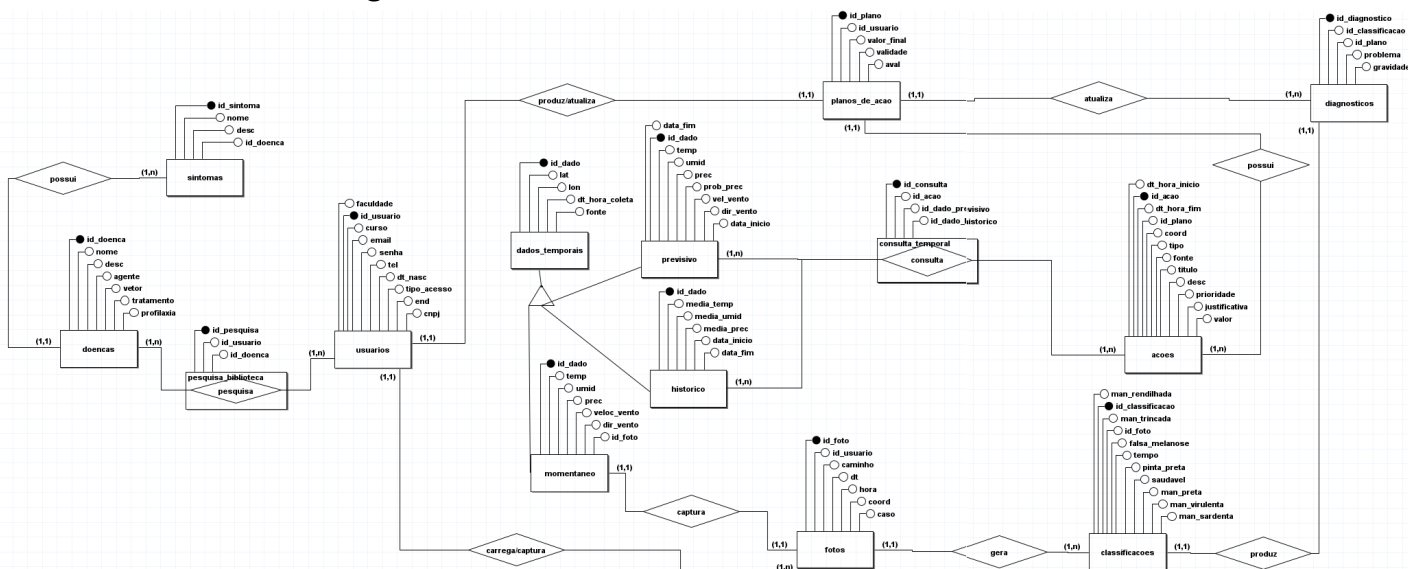 id_plano
id_usuario
valor_final
validade
aval
planos_de_acao
(1,1)
(1,1)
(1,1)
id_diagnostico
id_classificacao
id_plano
problema
gravidade
diagnosticos
(1,n)
(1,1)
atualiza
produz/atualiza
possui
id_sintoma
nome
desc
id_doenca
sintomas
(1,n)
possui
id_doenca
nome
desc
agente
vetor
tratamento
profilaxia
doencas
(1,1)
(1,n)
id_pesquisa
id_usuario
id_doenca
pesquisa_biblioteca
pesquisa
(1,n)
faculdade
id_usuario
curso
email
senha
tel
dt_nasc
tipo_acesso
end
cnpj
usuarios
(1,1)
(1,1)
id_dado
lat
lon
dt_hora_coleta
fonte
dados_temporais
data_fim
id_dado
temp
umid
prec
prob_prec
vel_vento
dir_vento
data_inicio
previsivo
(1,n)
id_dado
media_temp
media_umid
media_prec
data_inicio
data_fim
historico
(1,n)
id_consulta
id_acao
id_dado_previsivo
id_dado_historico
consulta_temporal
consulta
dt_hora_inicio
id_acao
dt_hora_fim
id_plano
coord
tipo
fonte
titulo
desc
prioridade
justificativa
valor
acoes
(1,n)
(1,n)
id_dado
temp
umid
prec
veloc_vento
dir_vento
id_foto
momentaneo
(1,1)
captura
carrega/captura
id_foto
id_usuario
caminho
dt
hora
coord
caso
fotos
(1,1)
(1,1)
(1,n)
gera
man_rendilhada
id_classificacao
man_trincada
id_foto
falsa_melanose
tempo
pinta_preta
saudavel
man_preta
man_virulenta
man_sardenta
classificacoes
(1,n)
(1,1)
produz